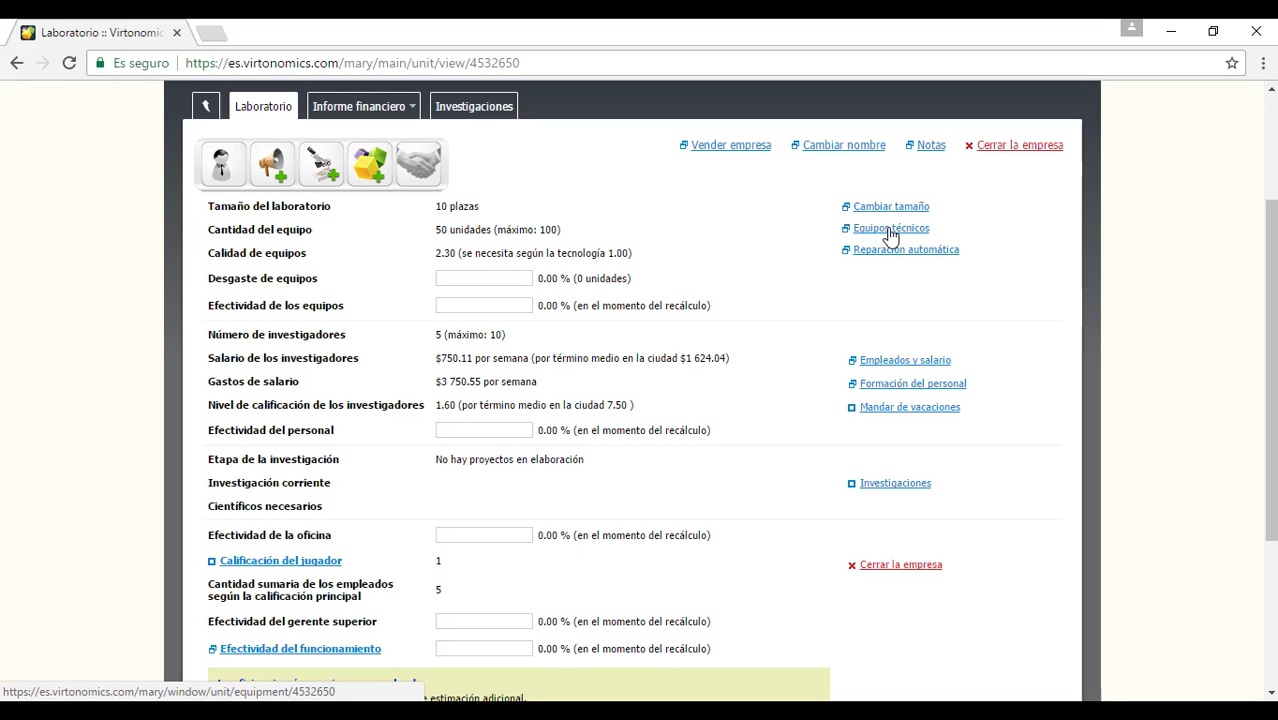 Laboratorio :: Virtonomic
Es seguro
https://es.virtonomics.com/mary/main/unit/view/4532650
Laboratorio
Informe financiero
Investigaciones
Vender empresa
Cambiar nombre
Notas
Cerrar la empresa
Tamaño del laboratorio 10 plazas Cambiar tamaño
Cantidad del equipo 50 unidades (máximo: 100) Equipos técnicos
Calidad de equipos 2.30 (se necesita según la tecnología 1.00) Reparación automática
Desgaste de equipos 0.00 % (0 unidades)
Efectividad de los equipos 0.00 % (en el momento del recálculo)
Número de investigadores 5 (máximo: 10)
Salario de los investigadores $750.11 por semana (por término medio en la ciudad $1 624.04) Empleados y salario
Gastos de salario $3 750.55 por semana Formación del personal
Nivel de calificación de los investigadores 1.60 (por término medio en la ciudad 7.50 ) Mandar de vacaciones
Efectividad del personal 0.00 % (en el momento del recálculo)
Etapa de la investigación No hay proyectos en elaboración
Investigación corriente Investigaciones
Científicos necesarios
Efectividad de la oficina 0.00 % (en el momento del recálculo)
Calificación del jugador 1 Cerrar la empresa
Cantidad sumaria de los empleados
según la calificación principal 5
Efectividad del gerente superior 0.00 % (en el momento del recálculo)
Efectividad del funcionamiento 0.00 % (en el momento del recálculo)
https://es.virtonomics.com/mary/window/unit/equipment/4532650
e estimación adicional.